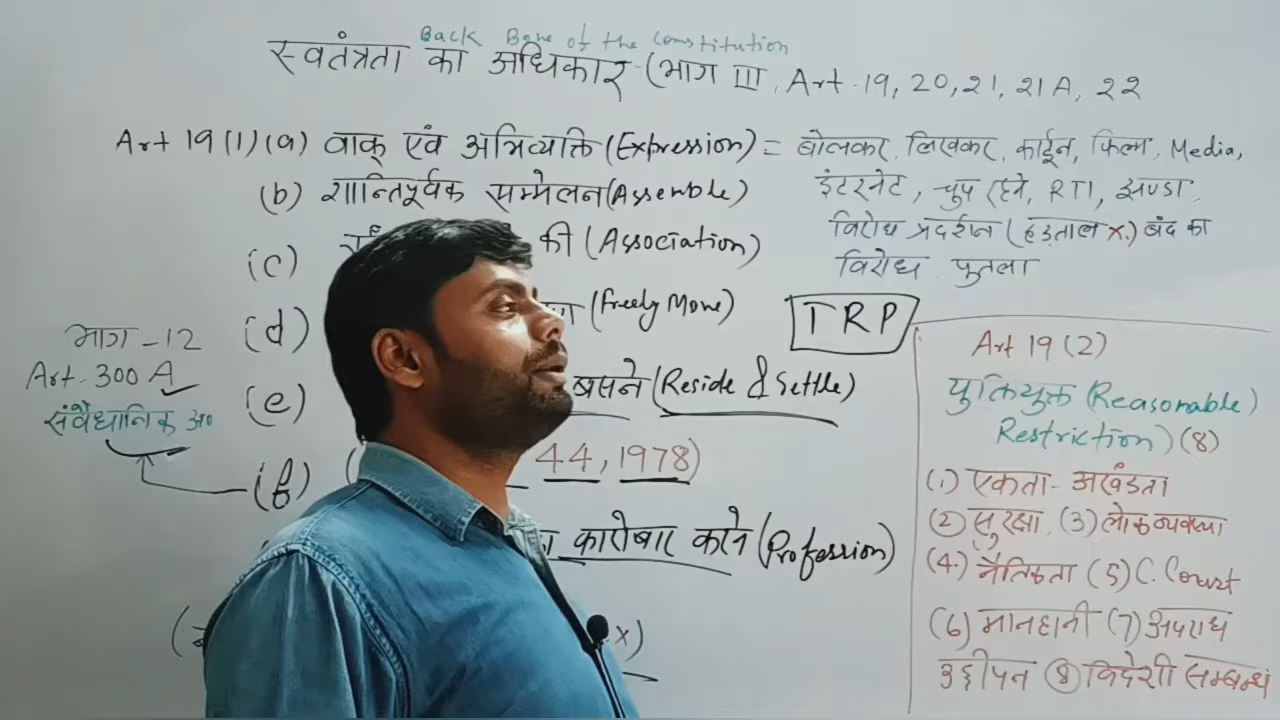 Back Bone of the Constitution
स्वतंत्रता का अधिकार - (भाग III, Art. 19, 20, 21, 21A, 22
Art 19 (1) (a) वाक् एवं अभिव्यक्ति (Expression) = बोलकर, लिखकर, कार्टून, फिल्म, Media,
इंटरनेट, चुप रहने, RTI, झण्डा,
विरोध प्रदर्शन (हड़ताल x.) बंद का
विरोध, पुतला
(b) शान्तिपूर्वक सम्मेलन (Assemble)
(c) की (Association)
(d) (Freely Move)
(e) बसने (Reside & Settle)
(f) ( 44, 1978)
कारोबार करने (Profession)
x)
भाग - 12
Art. 300 A
संवैधानिक अ०
TRP
Art 19 (2)
युक्तियुक्त (Reasonable)
Restriction) (8)
(1) एकता - अखंडता
(2) सुरक्षा, (3) लोक व्यवस्था
(4.) नैतिकता (5) C. Court
(6) मानहानी (7) अपराध
उद्दीपन (8) विदेशी सम्बन्ध